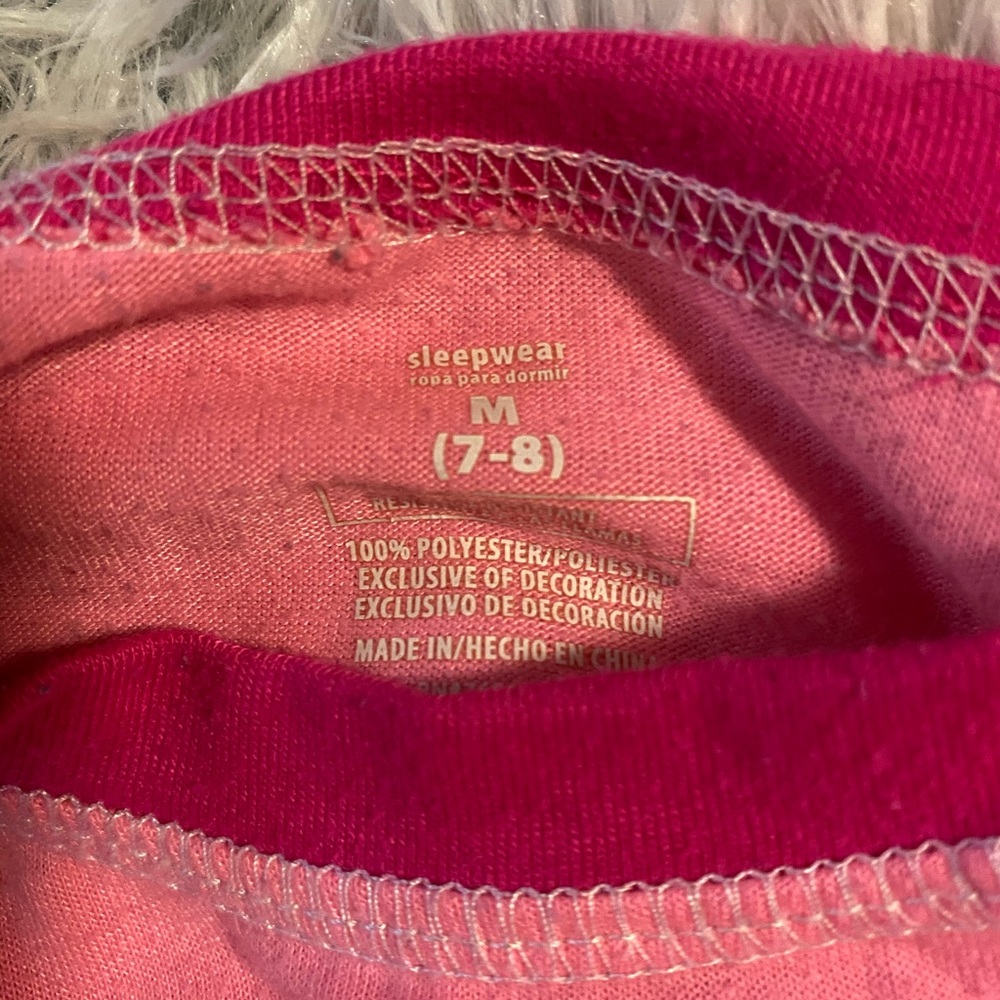 sleepwear
ropa para dormir
M
(7-8)
100% POLYESTER/POLIESTER
EXCLUSIVE OF DECORATION
EXCLUSIVO DE DECORACIÓN
MADE IN/HECHO EN CHINA